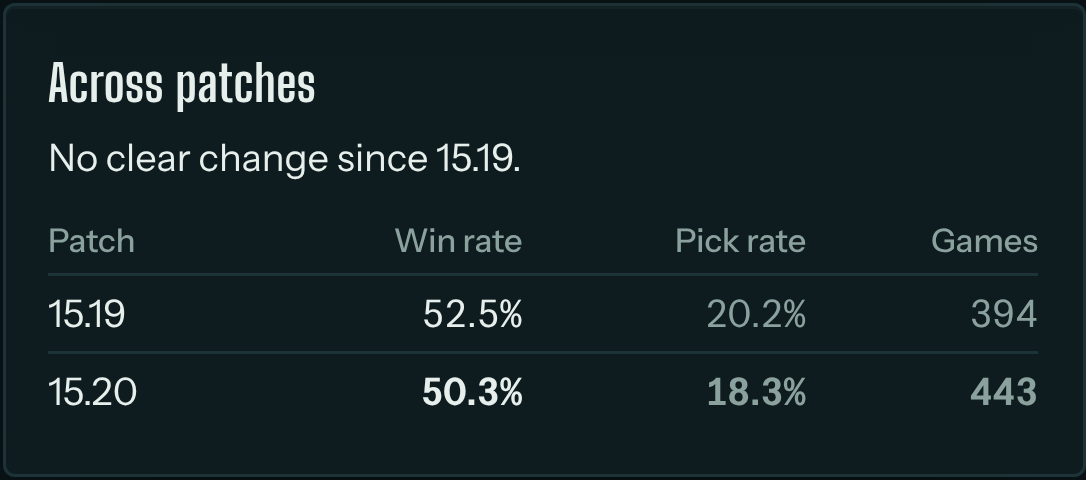 Across patches
No clear change since 15.19.
Patch Win rate Pick rate Games
15.19 52.5% 20.2% 394
15.20 50.3% 18.3% 443